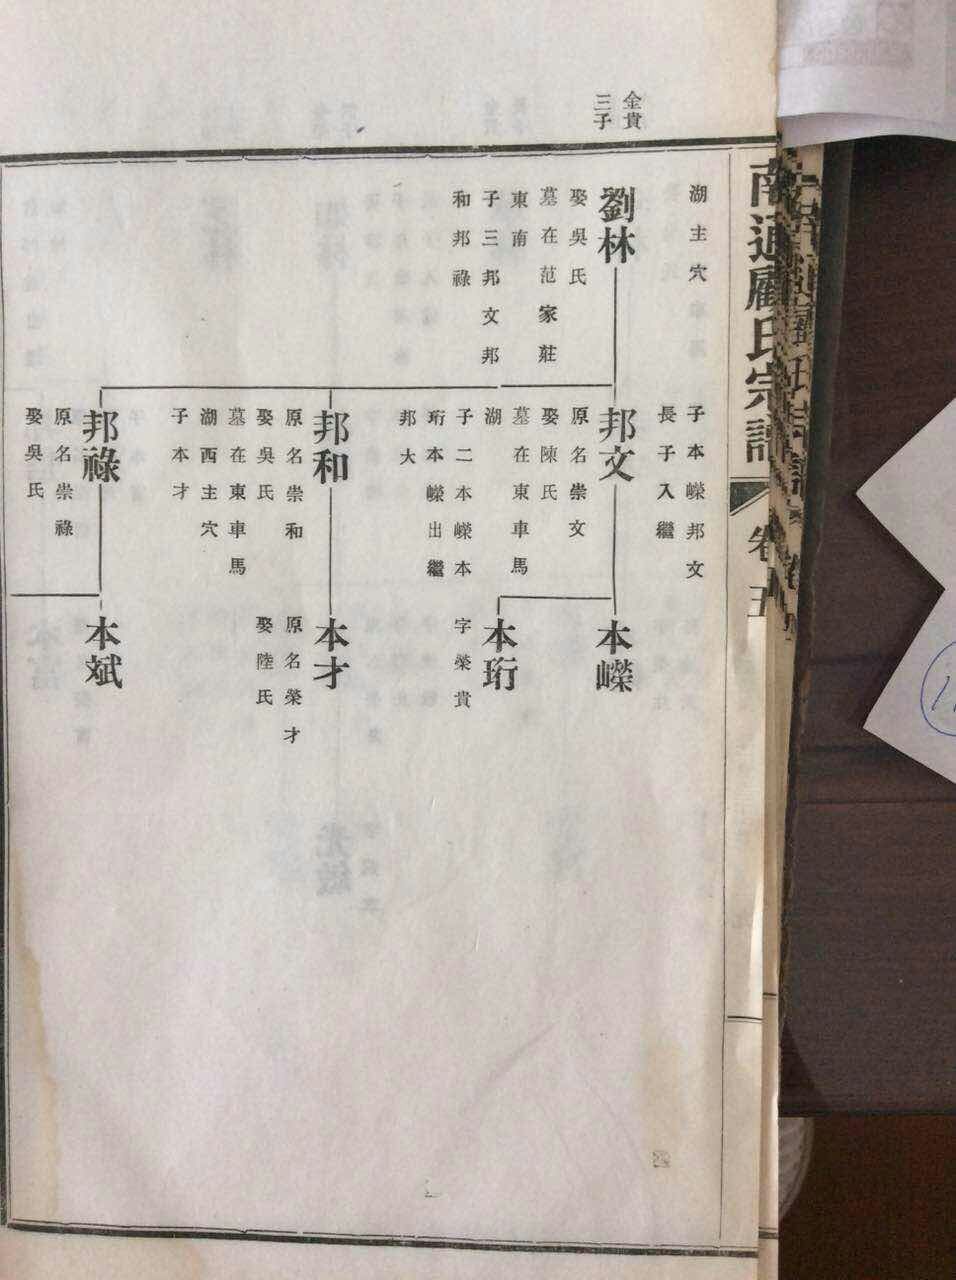 南通顧氏宗譜
卷五
金貴
三子
湖主穴
劉林
娶吳氏
墓在范家莊
東南
子三邦文邦
和邦祿
子本嶸邦文
長子入繼
邦文
原名崇文
娶陳氏
墓在東車馬
湖
子二本嶸本
珩本嶸出繼
邦大
邦和
原名崇和
娶吳氏
墓在東車馬
湖西主穴
子本才
邦祿
原名崇祿
娶吳氏
本嶸
本珩
字榮貴
本才
原名榮才
娶陸氏
本斌